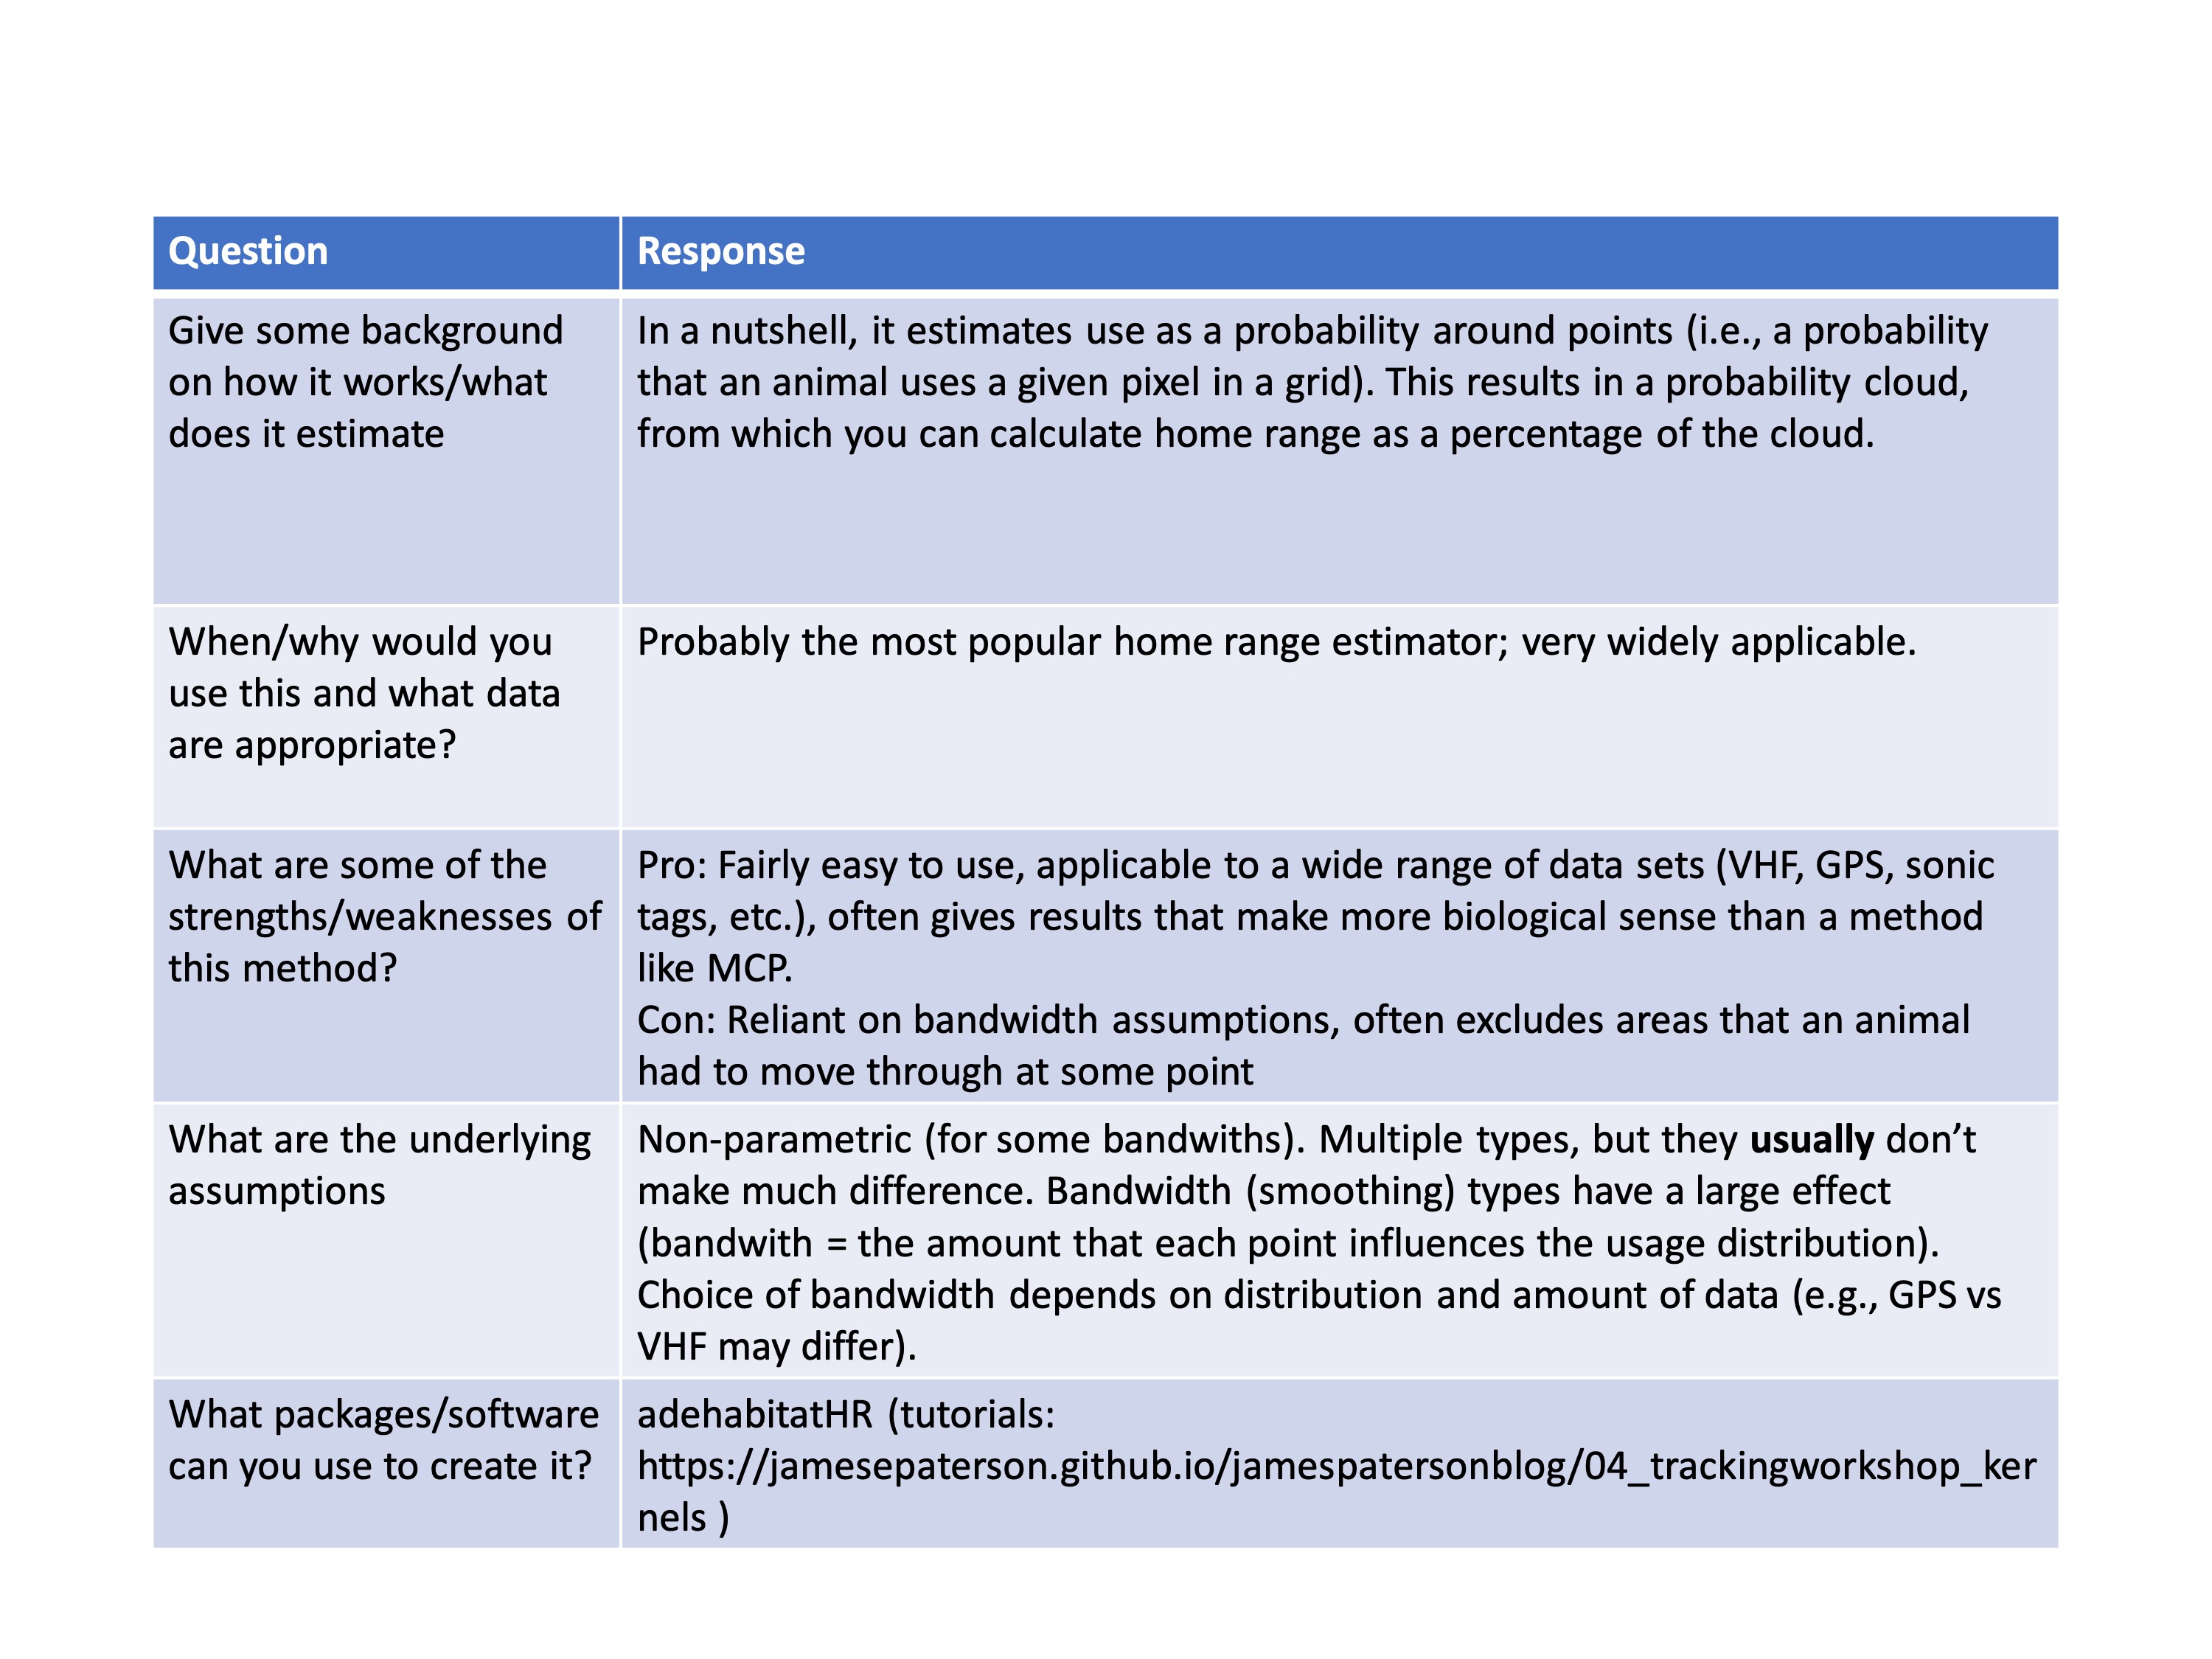 Question
Response
Give some background
on how it works/what
does it estimate
In a nutshell, it estimates use as a probability around points (i.e., a probability
that an animal uses a given pixel in a grid). This results in a probability cloud,
from which you can calculate home range as a percentage of the cloud.
When/why would you
use this and what data
are appropriate?
Probably the most popular home range estimator; very widely applicable.
What are some of the
strengths/weaknesses of
this method?
Pro: Fairly easy to use, applicable to a wide range of data sets (VHF, GPS, sonic
tags, etc.), often gives results that make more biological sense than a method
like MCP.
Con: Reliant on bandwidth assumptions, often excludes areas that an animal
had to move through at some point
What are the underlying
assumptions
Non-parametric (for some bandwiths). Multiple types, but they usually don’t
make much difference. Bandwidth (smoothing) types have a large effect
(bandwith = the amount that each point influences the usage distribution).
Choice of bandwidth depends on distribution and amount of data (e.g., GPS vs
VHF may differ).
What packages/software
can you use to create it?
adehabitatHR (tutorials:
https://jamesepaterson.github.io/jamespatersonblog/04_trackingworkshop_ker
nels )